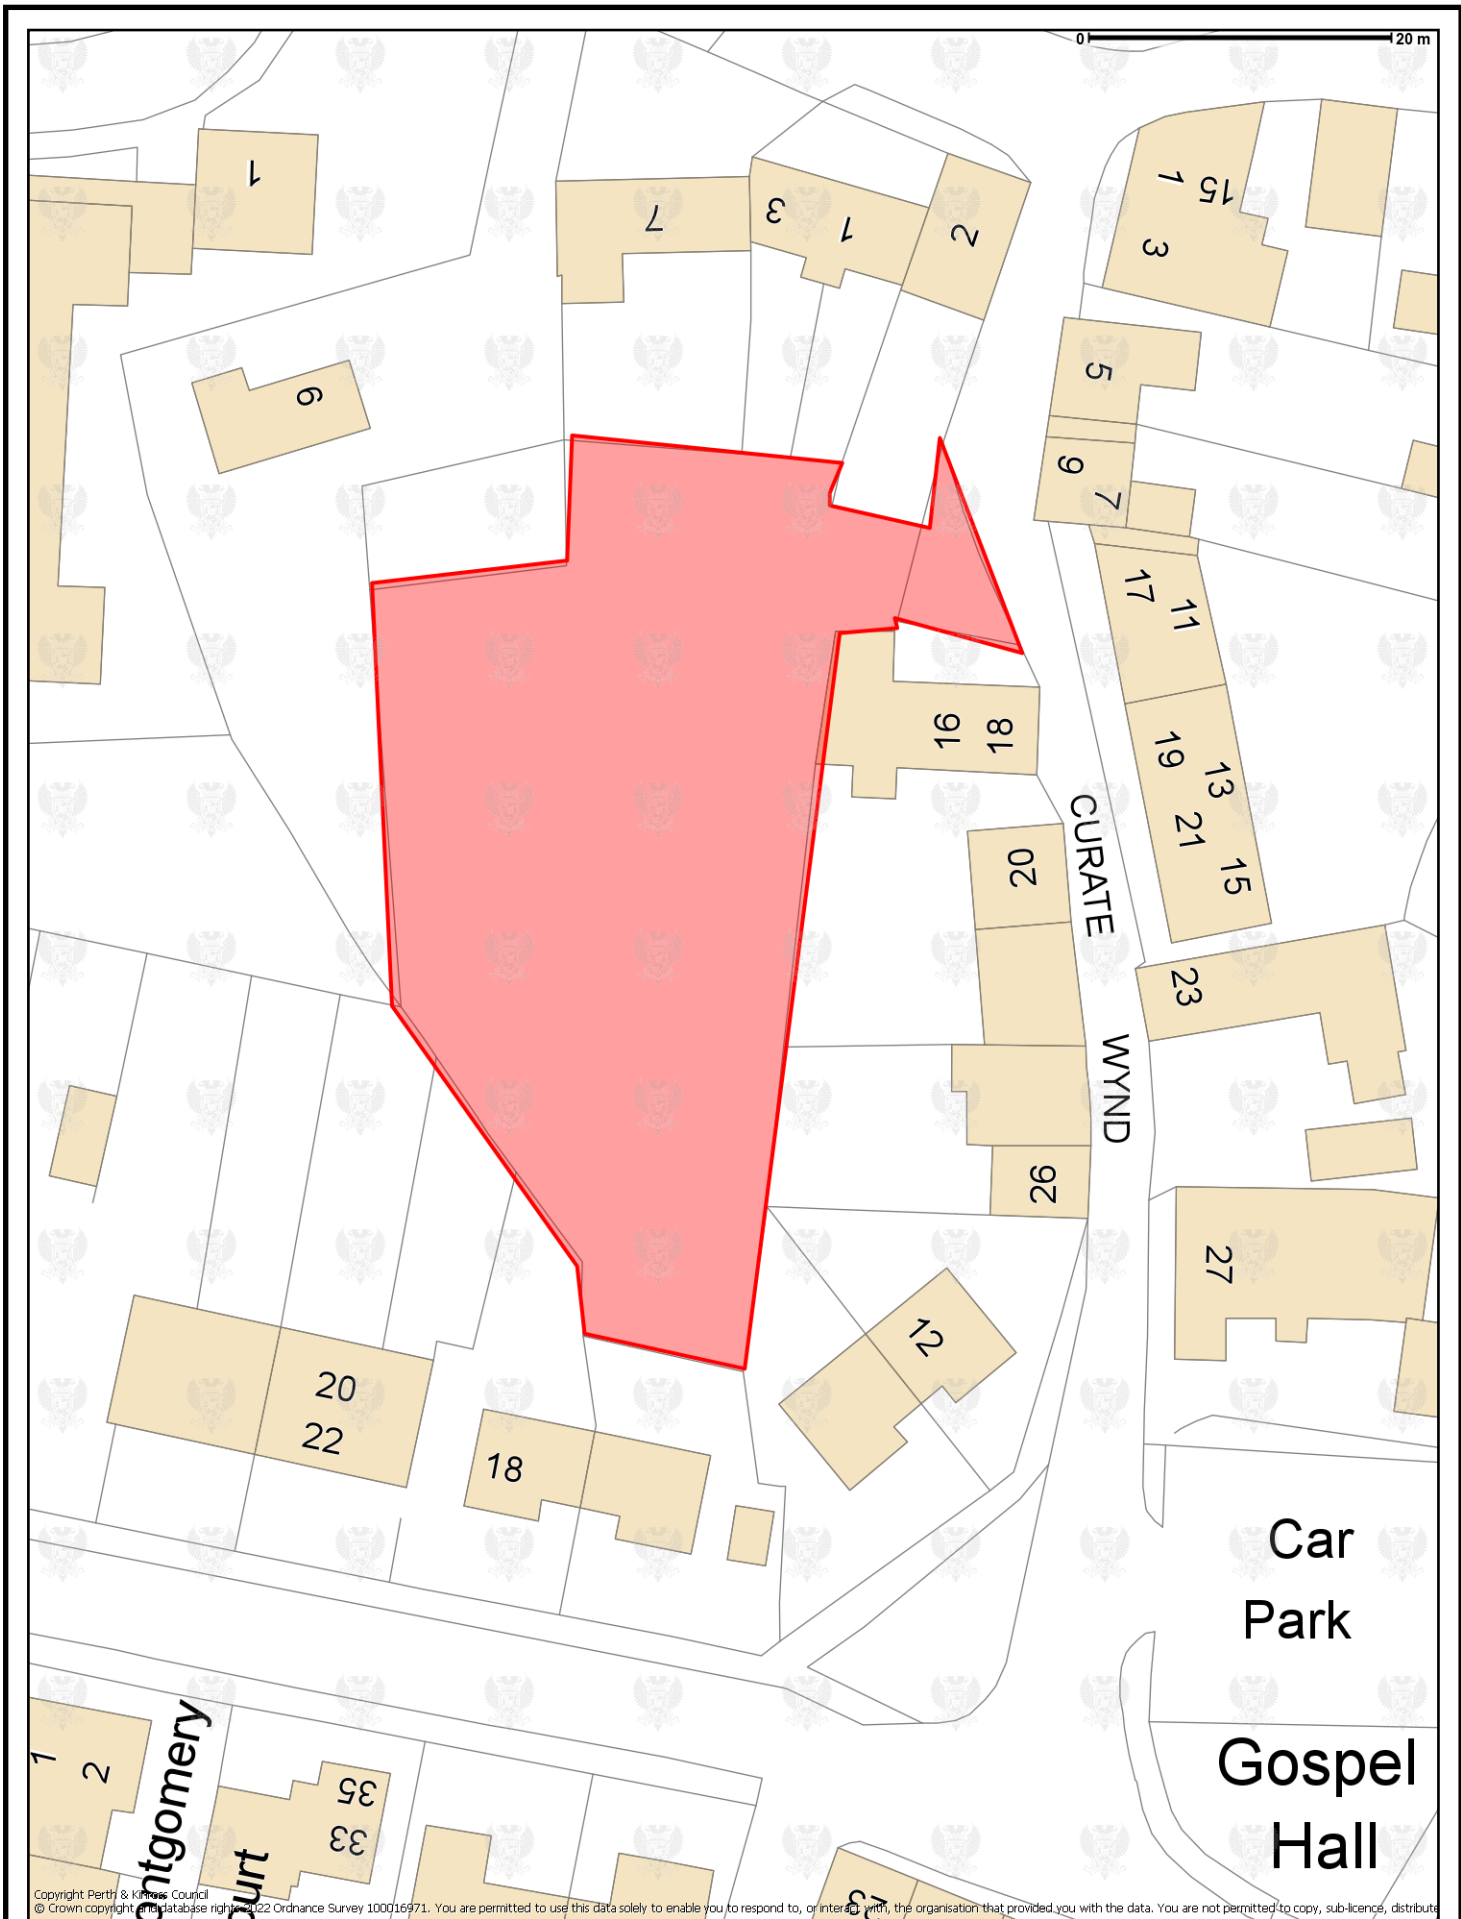 0 20 m
1
7
3
1
2
1
15
3
6
5
9
7
17
11
16
18
19
13
21
15
20
CURATE
23
WYND
26
27
12
20
22
18
Car
Park
Gospel
Hall
1
2
ontgomery
ourt
35
33
Copyright Perth & Kinross Council
© Crown copyright and database rights 2022 Ordnance Survey 100016971. You are permitted to use this data solely to enable you to respond to, or interact with, the organisation that provided you with the data. You are not permitted to copy, sub-licence, distribute